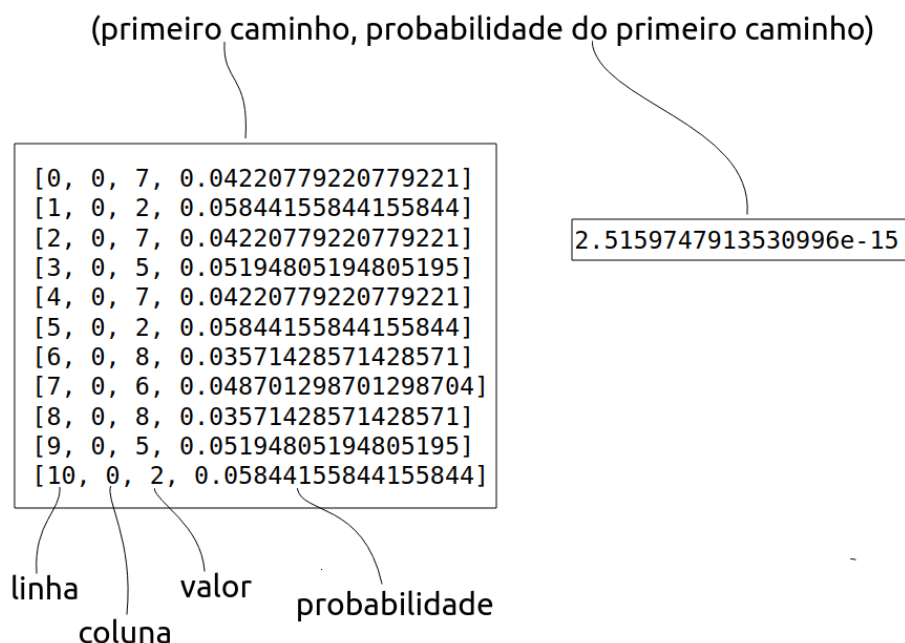 (primeiro caminho, probabilidade do primeiro caminho)
[0, 0, 7, 0.04220779220779221]
[1, 0, 2, 0.05844155844155844]
[2, 0, 7, 0.04220779220779221]
[3, 0, 5, 0.05194805194805195]
[4, 0, 7, 0.04220779220779221]
[5, 0, 2, 0.05844155844155844]
[6, 0, 8, 0.03571428571428571]
[7, 0, 6, 0.048701298701298704]
[8, 0, 8, 0.03571428571428571]
[9, 0, 5, 0.05194805194805195]
[10, 0, 2, 0.05844155844155844]
2.5159747913530996e-15
linha
coluna
valor
probabilidade